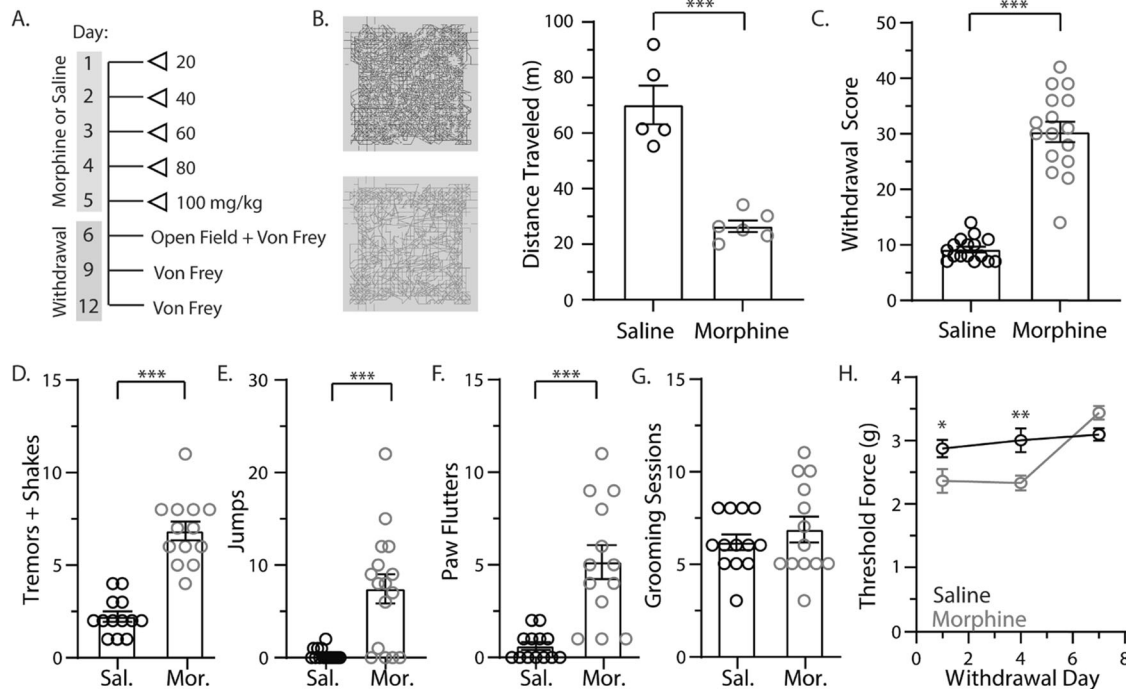 A.
Day:
Morphine or Saline
1
20
2
40
3
60
4
80
5
100 mg/kg
Withdrawal
6
Open Field + Von Frey
9
Von Frey
12
Von Frey
B.
***
Distance Traveled (m)
100
80
60
40
20
0
Saline Morphine
C.
***
Withdrawal Score
50
40
30
20
10
0
Saline Morphine
D.
***
Tremors + Shakes
15
10
5
0
Sal. Mor.
E.
***
Jumps
30
20
10
0
Sal. Mor.
F.
***
Paw Flutters
15
10
5
0
Sal. Mor.
G.
Grooming Sessions
15
10
5
0
Sal. Mor.
H.
Threshold Force (g)
4
3
2
1
0
*
**
Saline
Morphine
0 2 4 6 8
Withdrawal Day